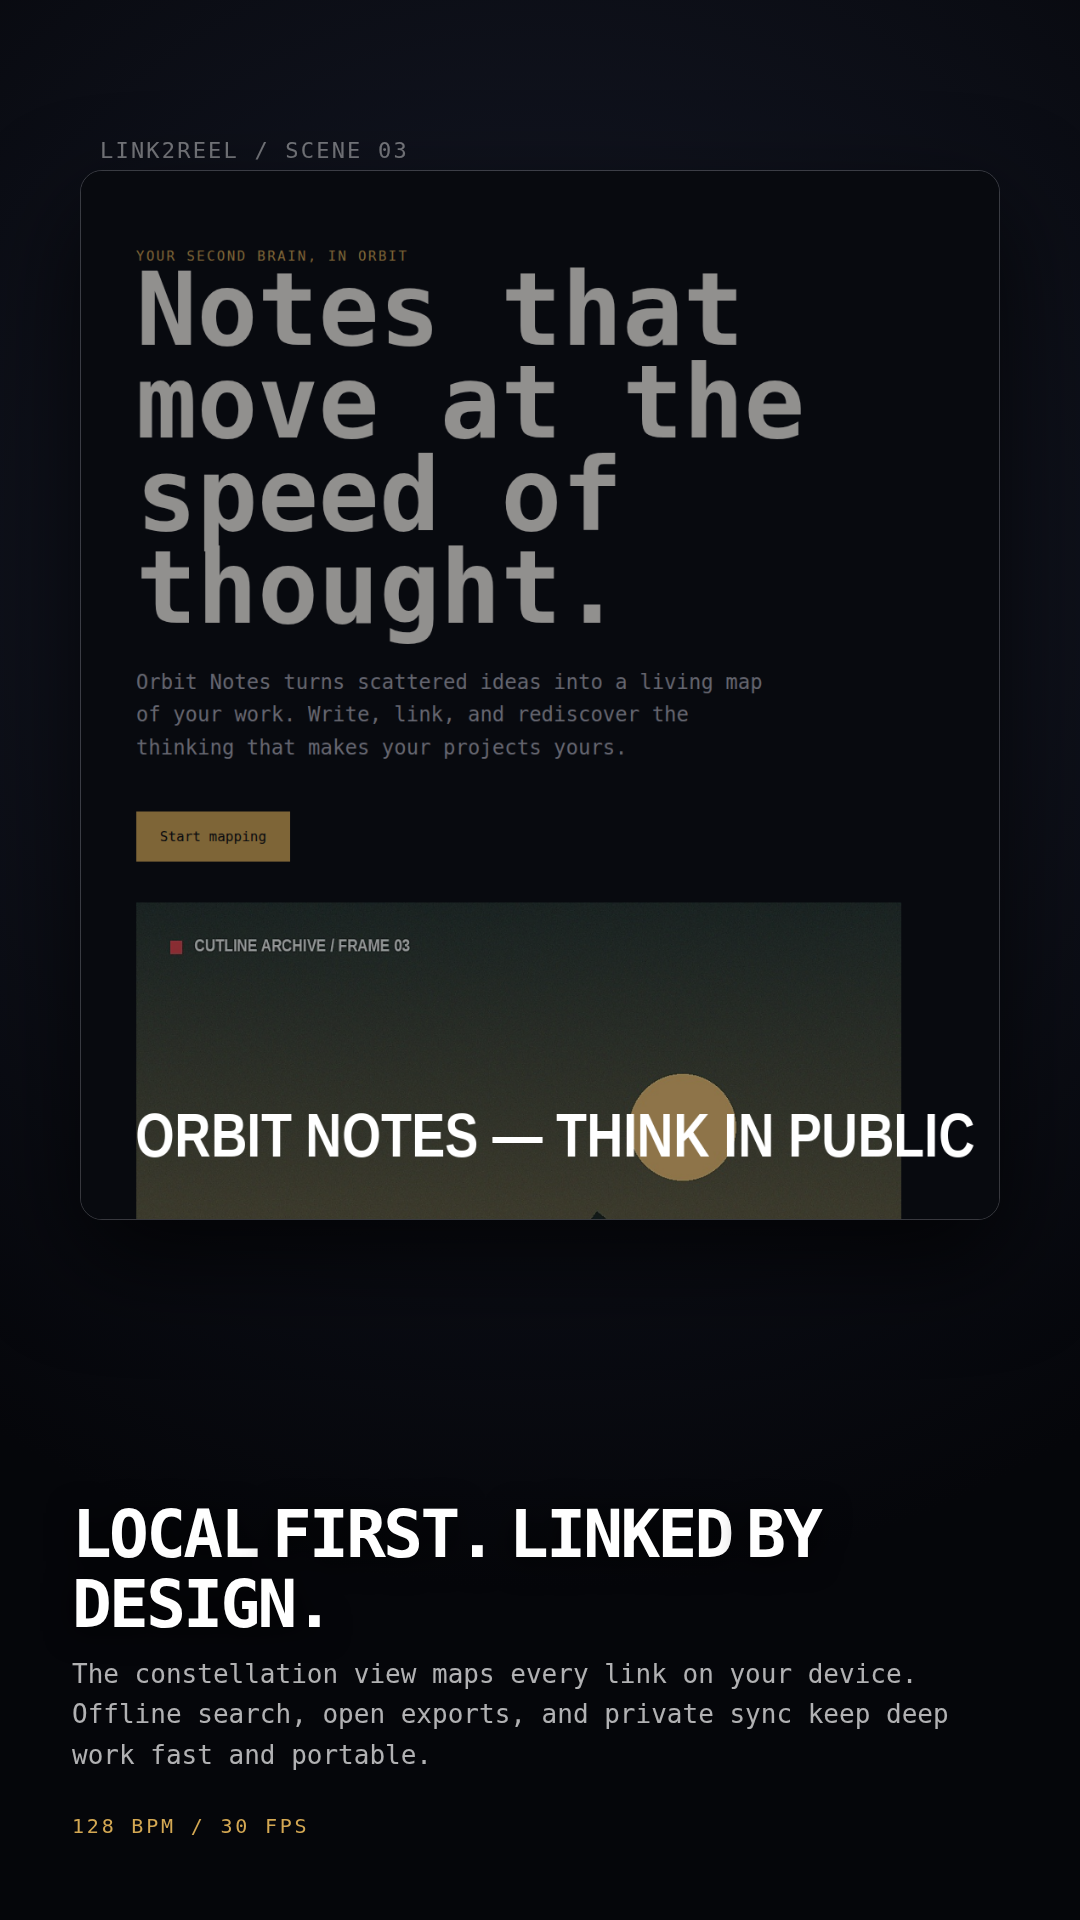 LINK2REEL / SCENE 03
YOUR SECOND BRAIN, IN ORBIT
Notes that
move at the
speed of
thought.
Orbit Notes turns scattered ideas into a living map
of your work. Write, link, and rediscover the
thinking that makes your projects yours.
Start mapping
CUTLINE ARCHIVE / FRAME 03
ORBIT NOTES — THINK IN PUBLIC
LOCAL FIRST. LINKED BY
DESIGN.
The constellation view maps every link on your device.
Offline search, open exports, and private sync keep deep
work fast and portable.
128 BPM / 30 FPS